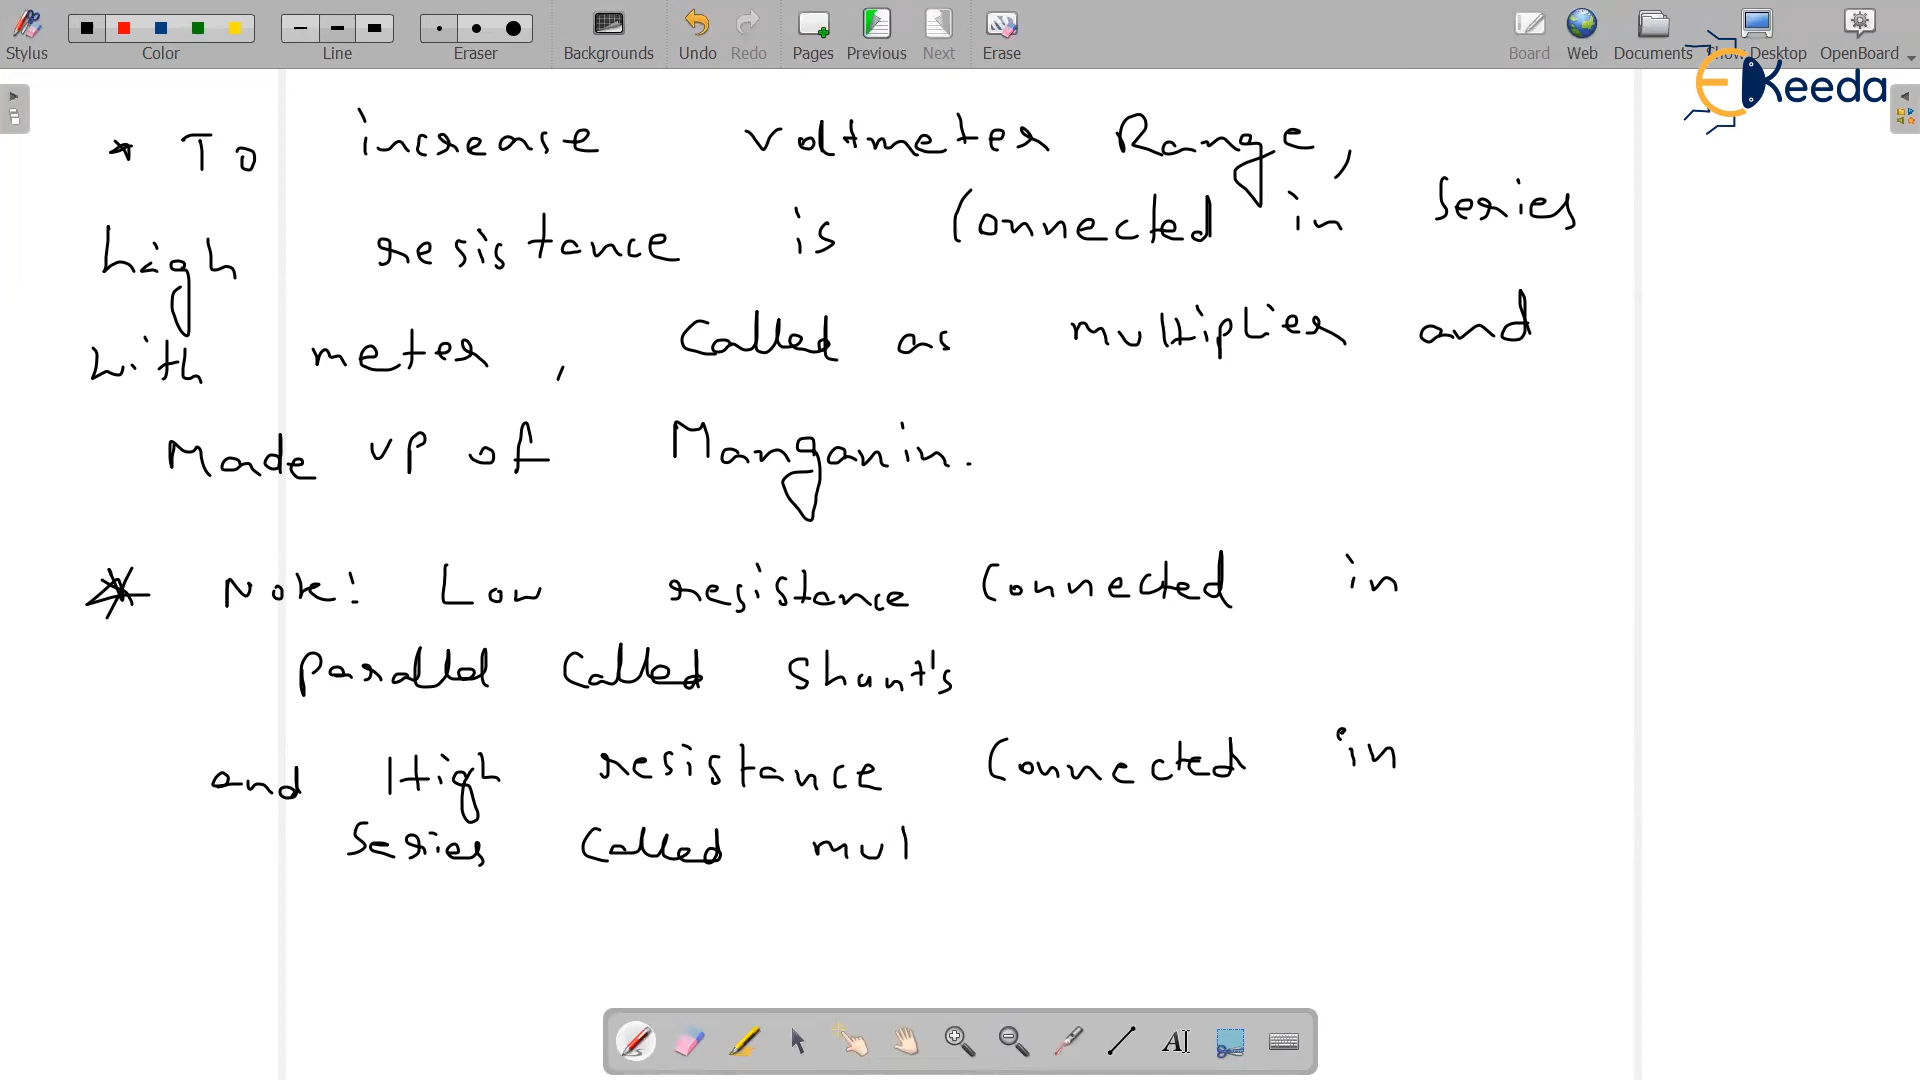 Stylus Color Line Eraser Backgrounds Undo Redo Pages Previous Next Erase Board Web Documents Show Desktop OpenBoard
EKeeda
* To increase voltmeter Range,
high resistance is Connected in Series
with meter, Called as multiplier and
Made up of Manganin.
* Note: Low resistance Connected in
parallel Called Shunt's
and High resistance Connected in
Series Called mul